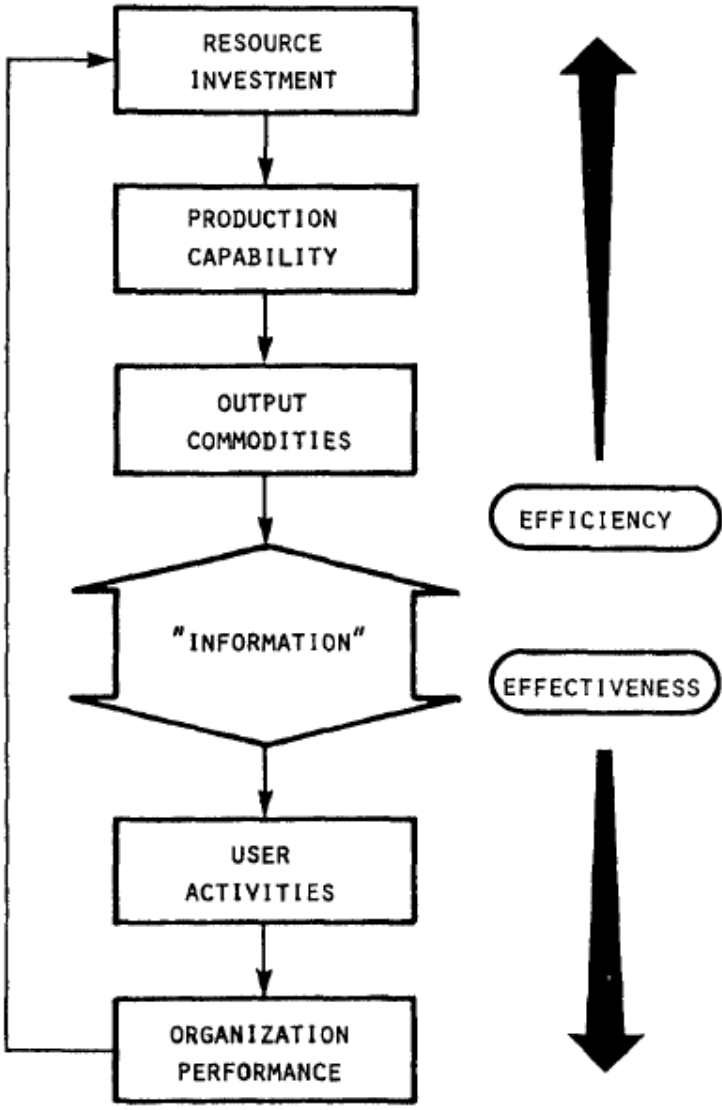 RESOURCE
INVESTMENT
PRODUCTION
CAPABILITY
OUTPUT
COMMODITIES
EFFICIENCY
"INFORMATION"
EFFECTIVENESS
USER
ACTIVITIES
ORGANIZATION
PERFORMANCE